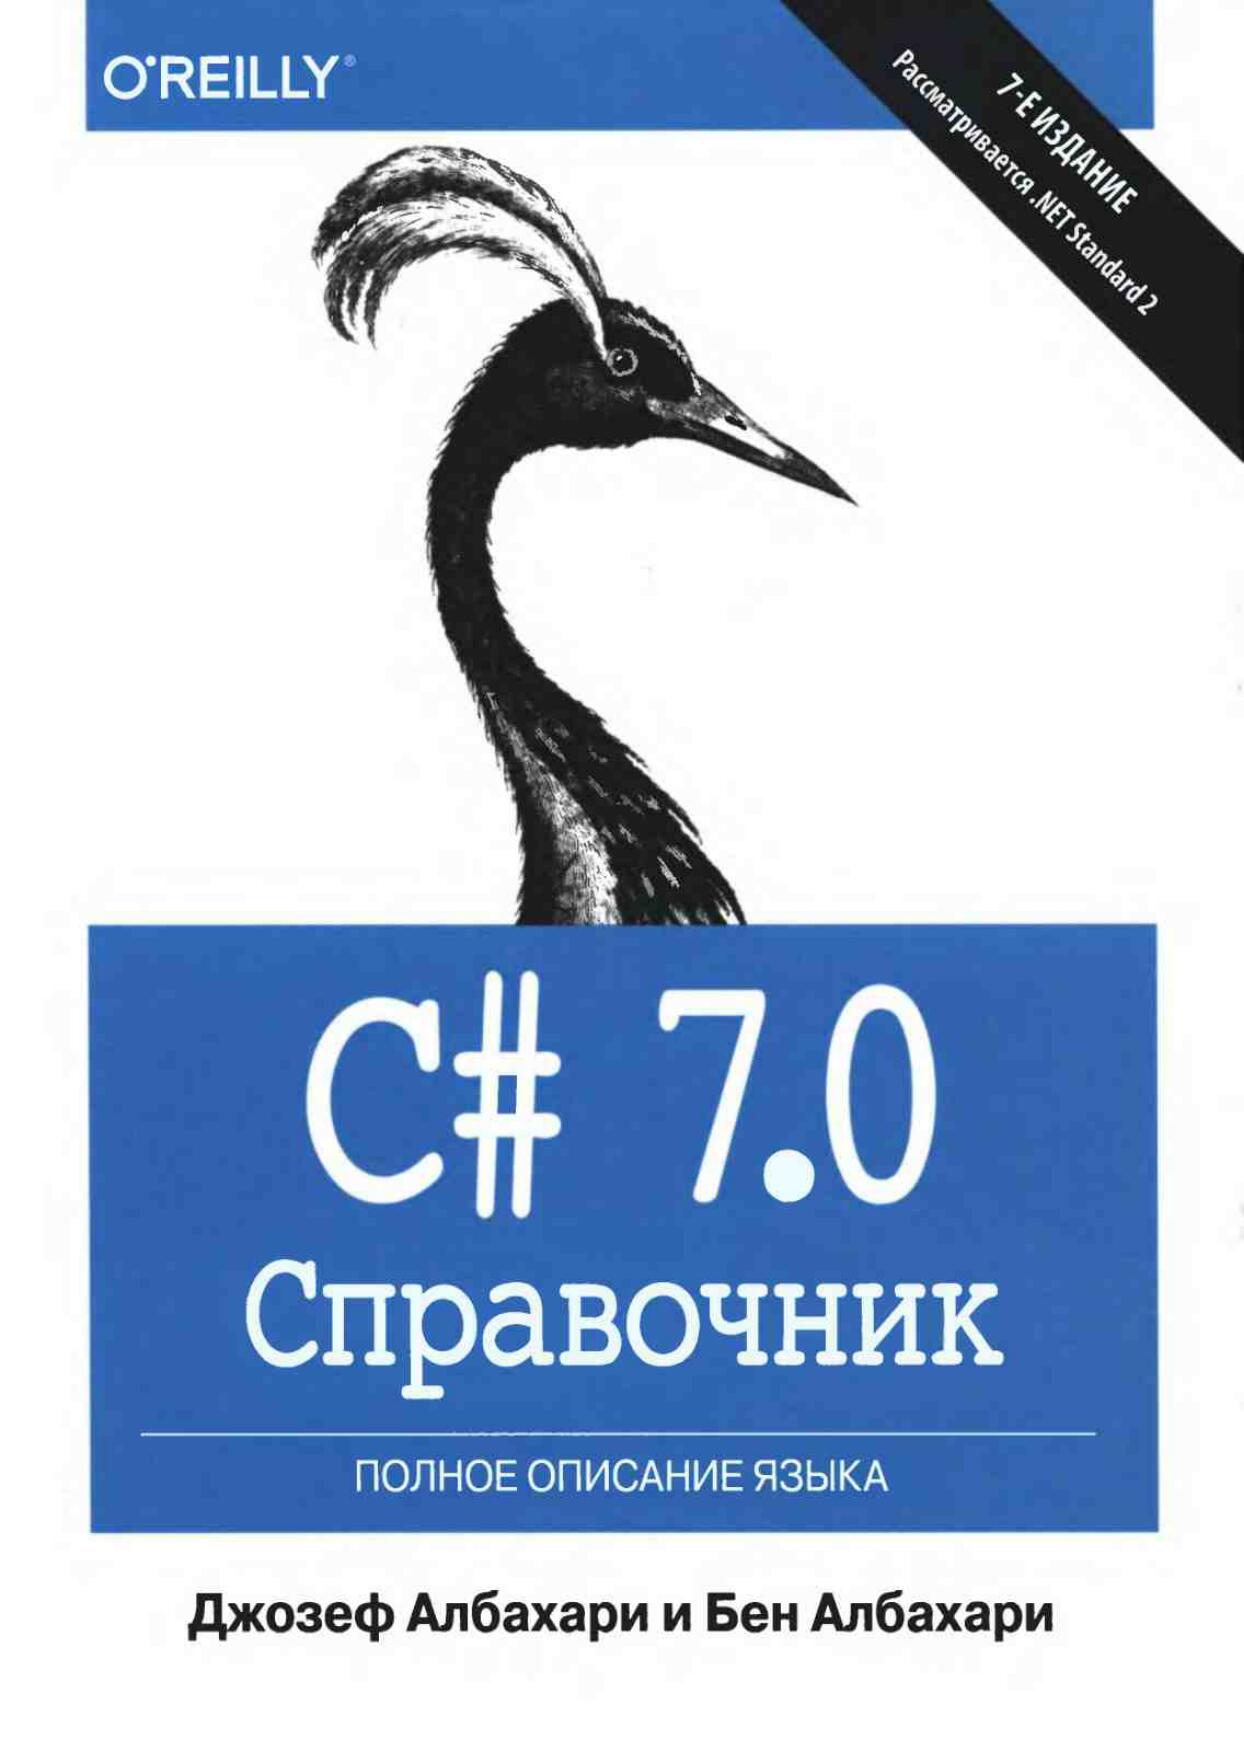 O'REILLY®
7-Е ИЗДАНИЕ
Рассматривается .NET Standard 2
C# 7.0
Справочник
ПОЛНОЕ ОПИСАНИЕ ЯЗЫКА
Джозеф Албахари и Бен Албахари